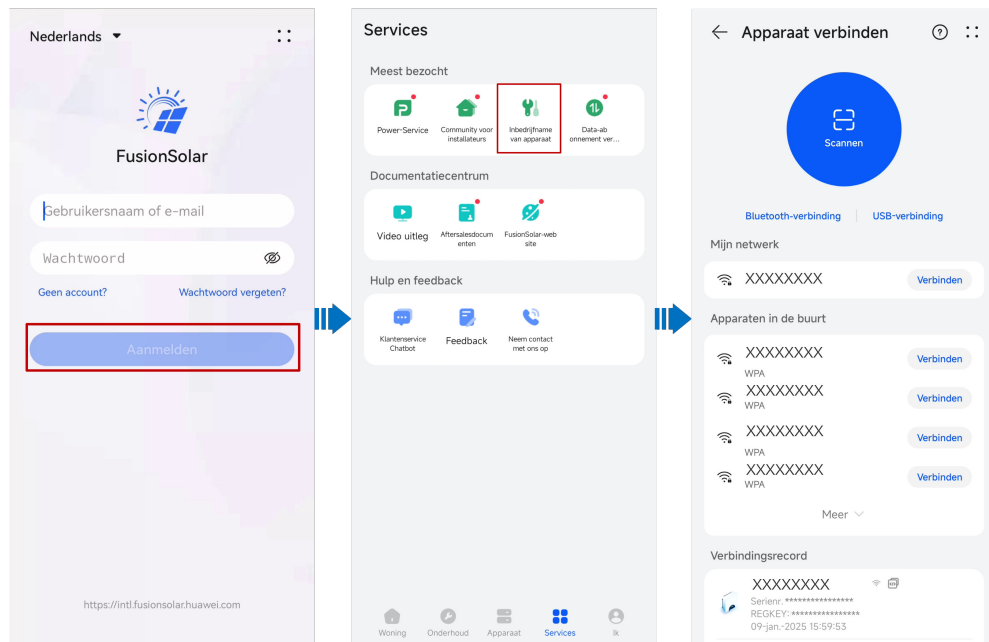 Nederlands
FusionSolar
Gebruikersnaam of e-mail
Wachtwoord
Geen account? Wachtwoord vergeten?
Aanmelden
https://intl.fusionsolar.huawei.com
Services
Meest bezocht
Power-Service
Community voor
installateurs
Inbedrijfname
van apparaat
Data-ab
onnement ver...
Documentatiecentrum
Video uitleg
Aftersalesdocum
enten
FusionSolar-web
site
Hulp en feedback
Klantenservice
Chatbot
Feedback
Neem contact
met ons op
Woning Onderhoud Apparaat Services Ik
Apparaat verbinden
Scannen
Bluetooth-verbinding USB-verbinding
Mijn netwerk
XXXXXXXX Verbinden
Apparaten in de buurt
XXXXXXXX
WPA
Verbinden
XXXXXXXX
WPA
Verbinden
XXXXXXXX
WPA
Verbinden
XXXXXXXX
WPA
Verbinden
Meer
Verbindingsrecord
XXXXXXXX
Serienr. ****************
REGKEY: ****************
09-jan.-2025 15:59:53